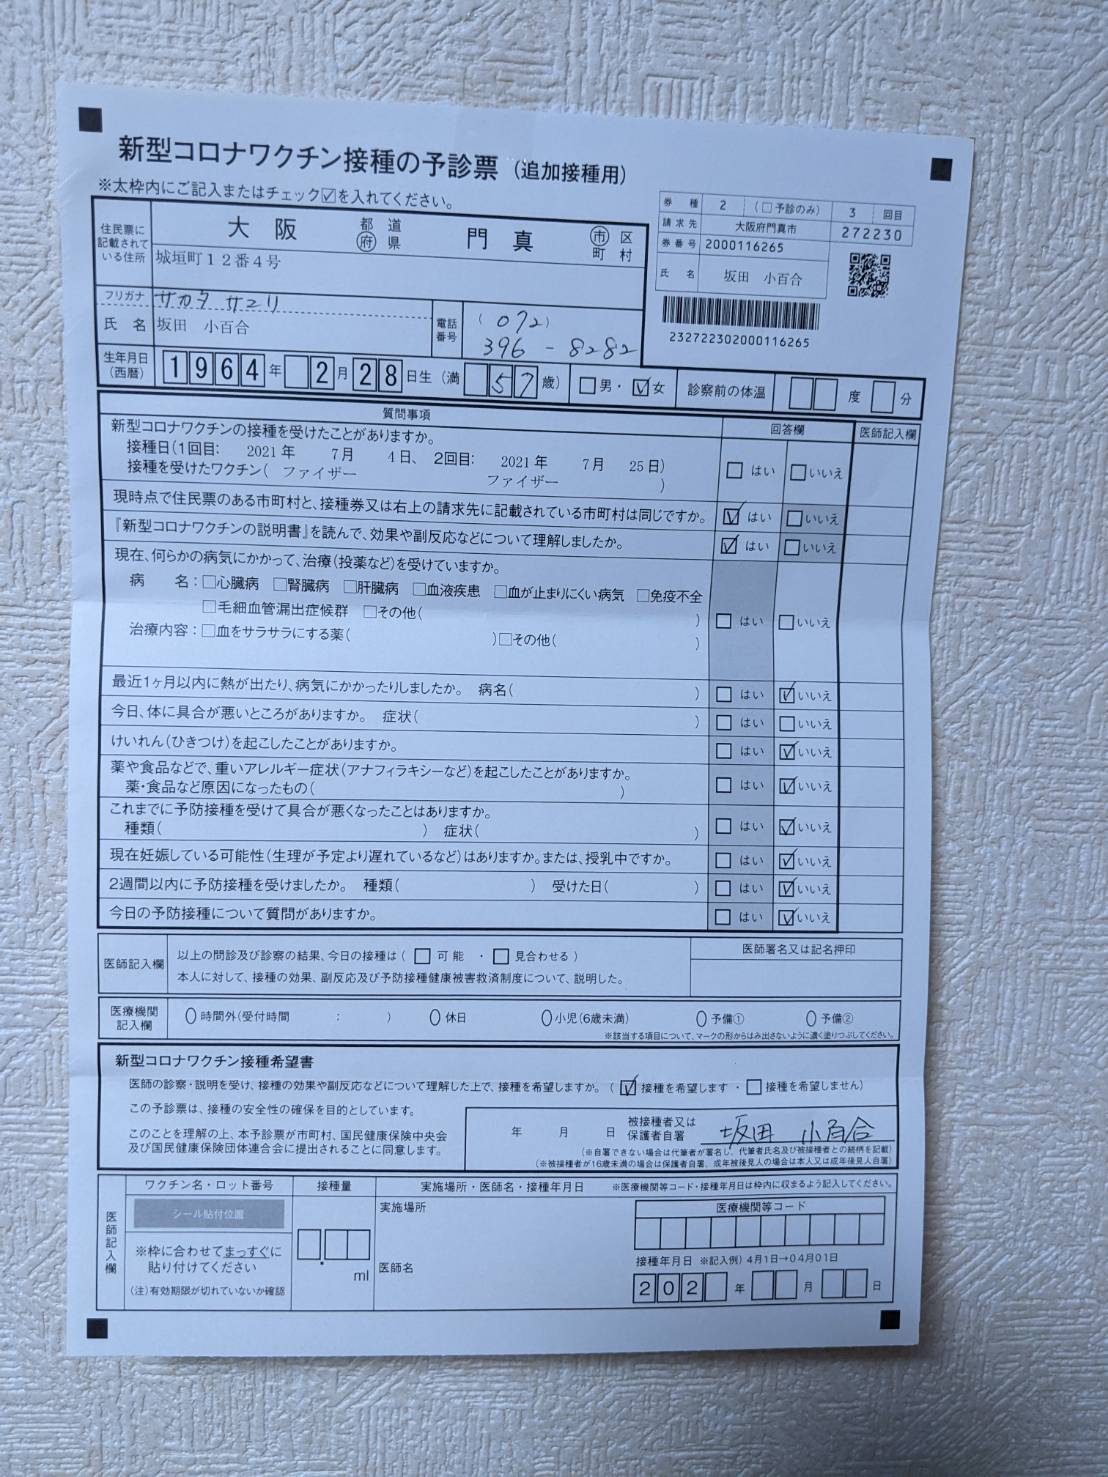 新型コロナワクチン接種の予診票 (追加接種用)
※太枠内にご記入またはチェック☑を入れてください。
券種 2 (□予診のみ) 3 回目
請求先 大阪府門真市 272230
券番号 2000116265
氏名 坂田 小百合
232722302000116265
住民票に記載されている住所 大阪 都道府県 門真 市区町村
城垣町12番4号
フリガナ サカタ サユリ
氏名 坂田 小百合
電話番号 (072) 396-8282
生年月日(西暦) 1964年 2月28日生 (満 57歳) □男・☑女 診察前の体温 度 分
質問事項 回答欄 医師記入欄
新型コロナワクチンの接種を受けたことがありますか。
接種日(1回目: 2021年 7月 4日、 2回目: 2021年 7月 25日) □はい □いいえ
接種を受けたワクチン( ファイザー ファイザー )
現時点で住民票のある市町村と、接種券又は右上の請求先に記載されている市町村は同じですか。 ☑はい □いいえ
『新型コロナワクチンの説明書』を読んで、効果や副反応などについて理解しましたか。 ☑はい □いいえ
現在、何らかの病気にかかって、治療(投薬など)を受けていますか。
病名:□心臓病 □腎臓病 □肝臓病 □血液疾患 □血が止まりにくい病気 □免疫不全
□毛細血管漏出症候群 □その他( ) □はい □いいえ
治療内容:□血をサラサラにする薬( )□その他( )
最近1ヶ月以内に熱が出たり、病気にかかったりしましたか。 病名( ) □はい ☑いいえ
今日、体に具合が悪いところがありますか。 症状( ) □はい □いいえ
けいれん(ひきつけ)を起こしたことがありますか。 □はい ☑いいえ
薬や食品などで、重いアレルギー症状(アナフィラキシーなど)を起こしたことがありますか。
薬・食品など原因になったもの( ) □はい ☑いいえ
これまでに予防接種を受けて具合が悪くなったことはありますか。
種類( ) 症状( ) □はい ☑いいえ
現在妊娠している可能性(生理が予定より遅れているなど)はありますか。または、授乳中ですか。 □はい ☑いいえ
2週間以内に予防接種を受けましたか。 種類( ) 受けた日( ) □はい ☑いいえ
今日の予防接種について質問がありますか。 □はい ☑いいえ
医師記入欄 以上の問診及び診察の結果、今日の接種は(□可能 ・ □見合わせる) 医師署名又は記名押印
本人に対して、接種の効果、副反応及び予防接種健康被害救済制度について、説明した。
医療機関記入欄 時間外(受付時間 : ) 休日 小児(6歳未満) 予備① 予備②
※該当する項目について、マークの形からはみ出さないように濃く塗りつぶしてください。
新型コロナワクチン接種希望書
医師の診察・説明を受け、接種の効果や副反応などについて理解した上で、接種を希望しますか。(☑接種を希望します・□接種を希望しません)
この予診票は、接種の安全性の確保を目的としています。
このことを理解の上、本予診票が市町村、国民健康保険中央会
及び国民健康保険団体連合会に提出されることに同意します。
年 月 日 被接種者又は保護者自署 坂田 小百合
(※自署できない場合は代筆者が署名し、代筆者氏名及び被接種者との続柄を記載)
(※被接種者が16歳未満の場合は保護者自署、成年被後見人の場合は本人又は成年後見人自署)
医師記入欄 ワクチン名・ロット番号 接種量 実施場所・医師名・接種年月日 ※医療機関等コード・接種年月日は枠内に収まるよう記入してください。
シール貼付位置 実施場所 医療機関等コード
※枠に合わせてまっすぐに
貼り付けてください
(注)有効期限が切れていないか確認
ml 医師名
接種年月日 ※記入例)4月1日→04月01日
202 年 月 日